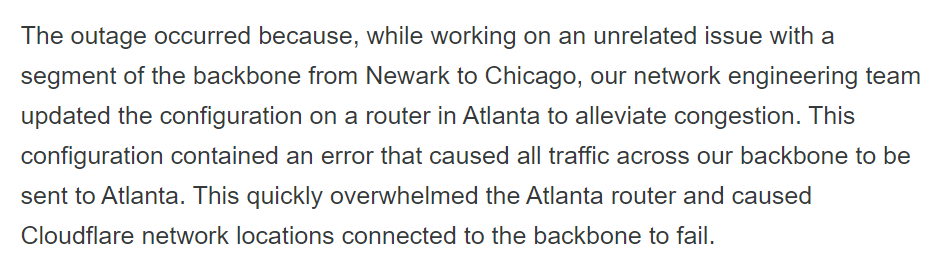 The outage occurred because, while working on an unrelated issue with a
segment of the backbone from Newark to Chicago, our network engineering team
updated the configuration on a router in Atlanta to alleviate congestion. This
configuration contained an error that caused all traffic across our backbone to be
sent to Atlanta. This quickly overwhelmed the Atlanta router and caused
Cloudflare network locations connected to the backbone to fail.